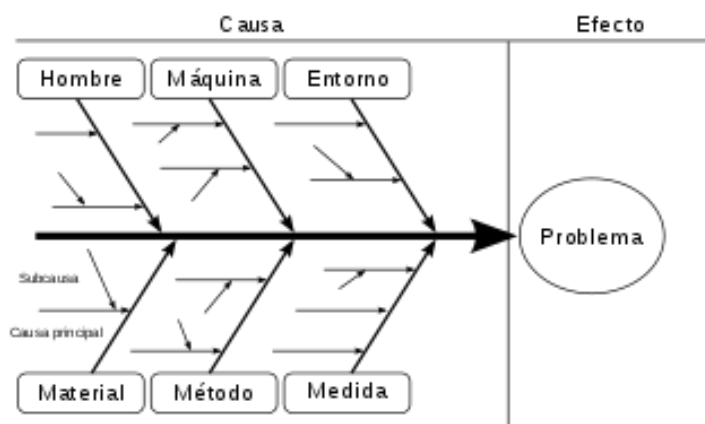 Causa
Efecto
Hombre
Máquina
Entorno
Problema
Subcausa
Causa principal
Material
Método
Medida